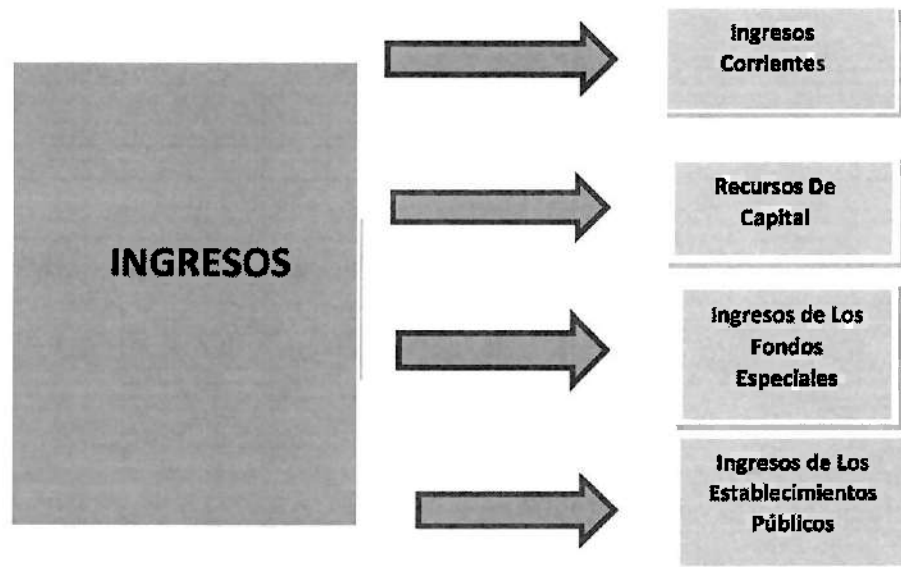 INGRESOS
Ingresos
Corrientes
Recursos De
Capital
Ingresos de Los
Fondos
Especiales
Ingresos de Los
Establecimientos
Públicos